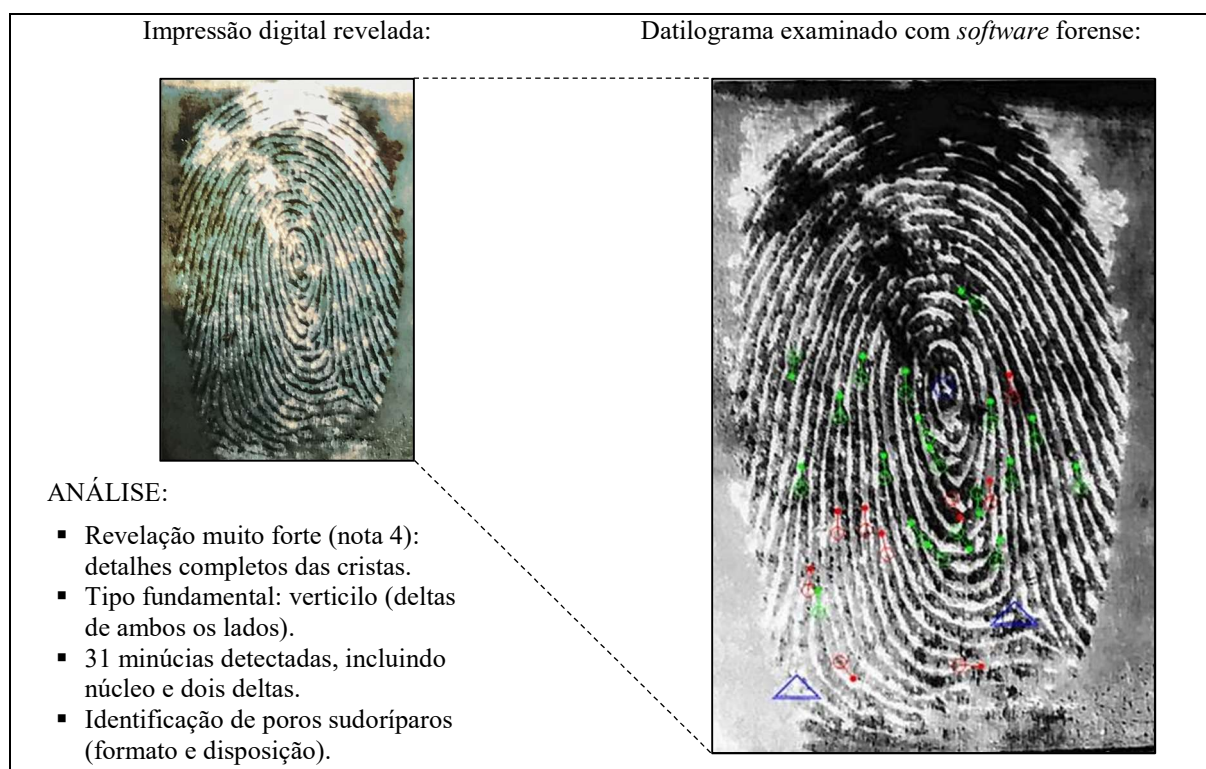 Impressão digital revelada:
Datilograma examinado com software forense:
ANÁLISE:
▪ Revelação muito forte (nota 4):
detalhes completos das cristas.
▪ Tipo fundamental: verticilo (deltas
de ambos os lados).
▪ 31 minúcias detectadas, incluindo
núcleo e dois deltas.
▪ Identificação de poros sudoríparos
(formato e disposição).